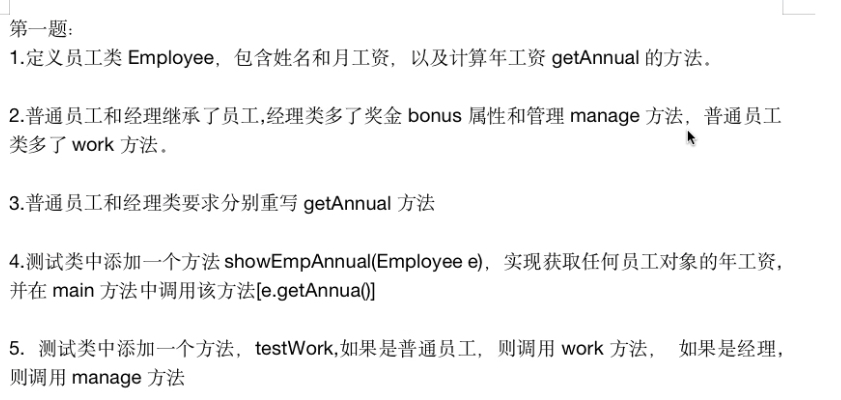 第一题:
1.定义员工类 Employee，包含姓名和月工资，以及计算年工资 getAnnual 的方法。
2.普通员工和经理继承了员工,经理类多了奖金 bonus 属性和管理 manage 方法，普通员工
类多了 work 方法。
3.普通员工和经理类要求分别重写 getAnnual 方法
4.测试类中添加一个方法 showEmpAnnual(Employee e)，实现获取任何员工对象的年工资,
并在 main 方法中调用该方法[e.getAnnua()]
5. 测试类中添加一个方法，testWork,如果是普通员工，则调用 work 方法， 如果是经理，
则调用 manage 方法